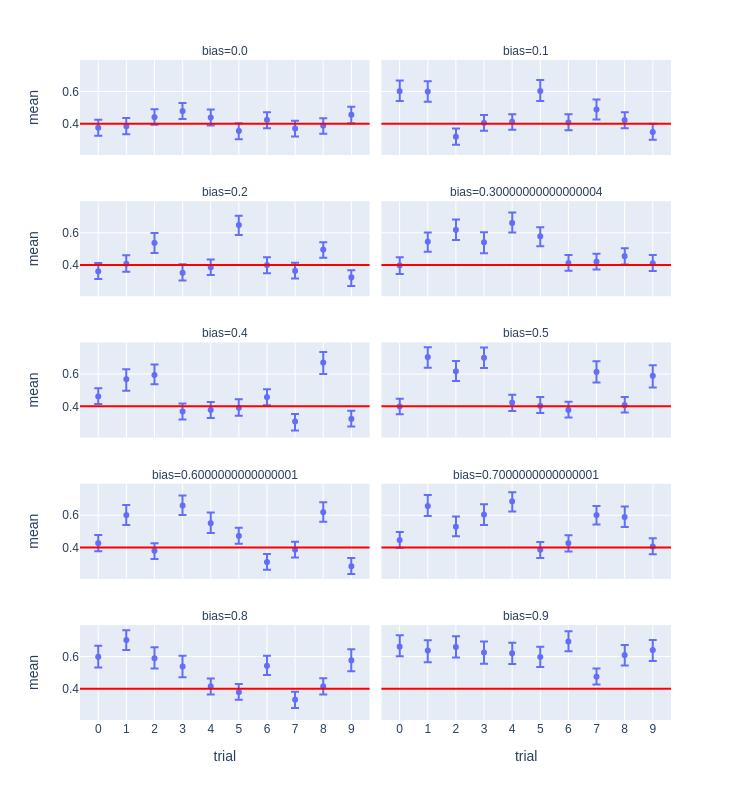 bias=0.0
bias=0.1
mean
0.6
0.4
bias=0.2
bias=0.30000000000000004
mean
0.6
0.4
bias=0.4
bias=0.5
mean
0.6
0.4
bias=0.6000000000000001
bias=0.7000000000000001
mean
0.6
0.4
bias=0.8
bias=0.9
mean
0.6
0.4
0 1 2 3 4 5 6 7 8 9
0 1 2 3 4 5 6 7 8 9
trial
trial